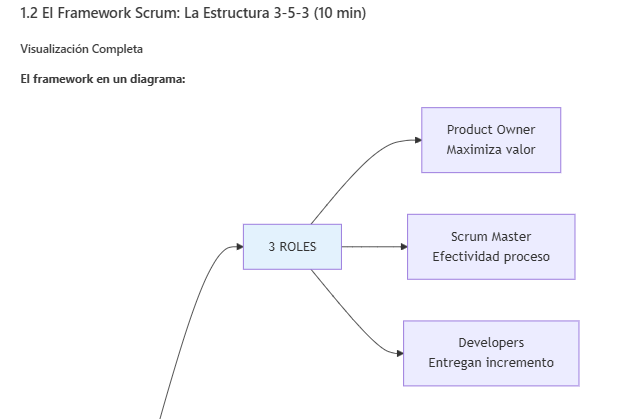 1.2 El Framework Scrum: La Estructura 3-5-3 (10 min)
Visualización Completa
El framework en un diagrama:
Product Owner
Maximiza valor
3 ROLES
Scrum Master
Efectividad proceso
Developers
Entregan incremento